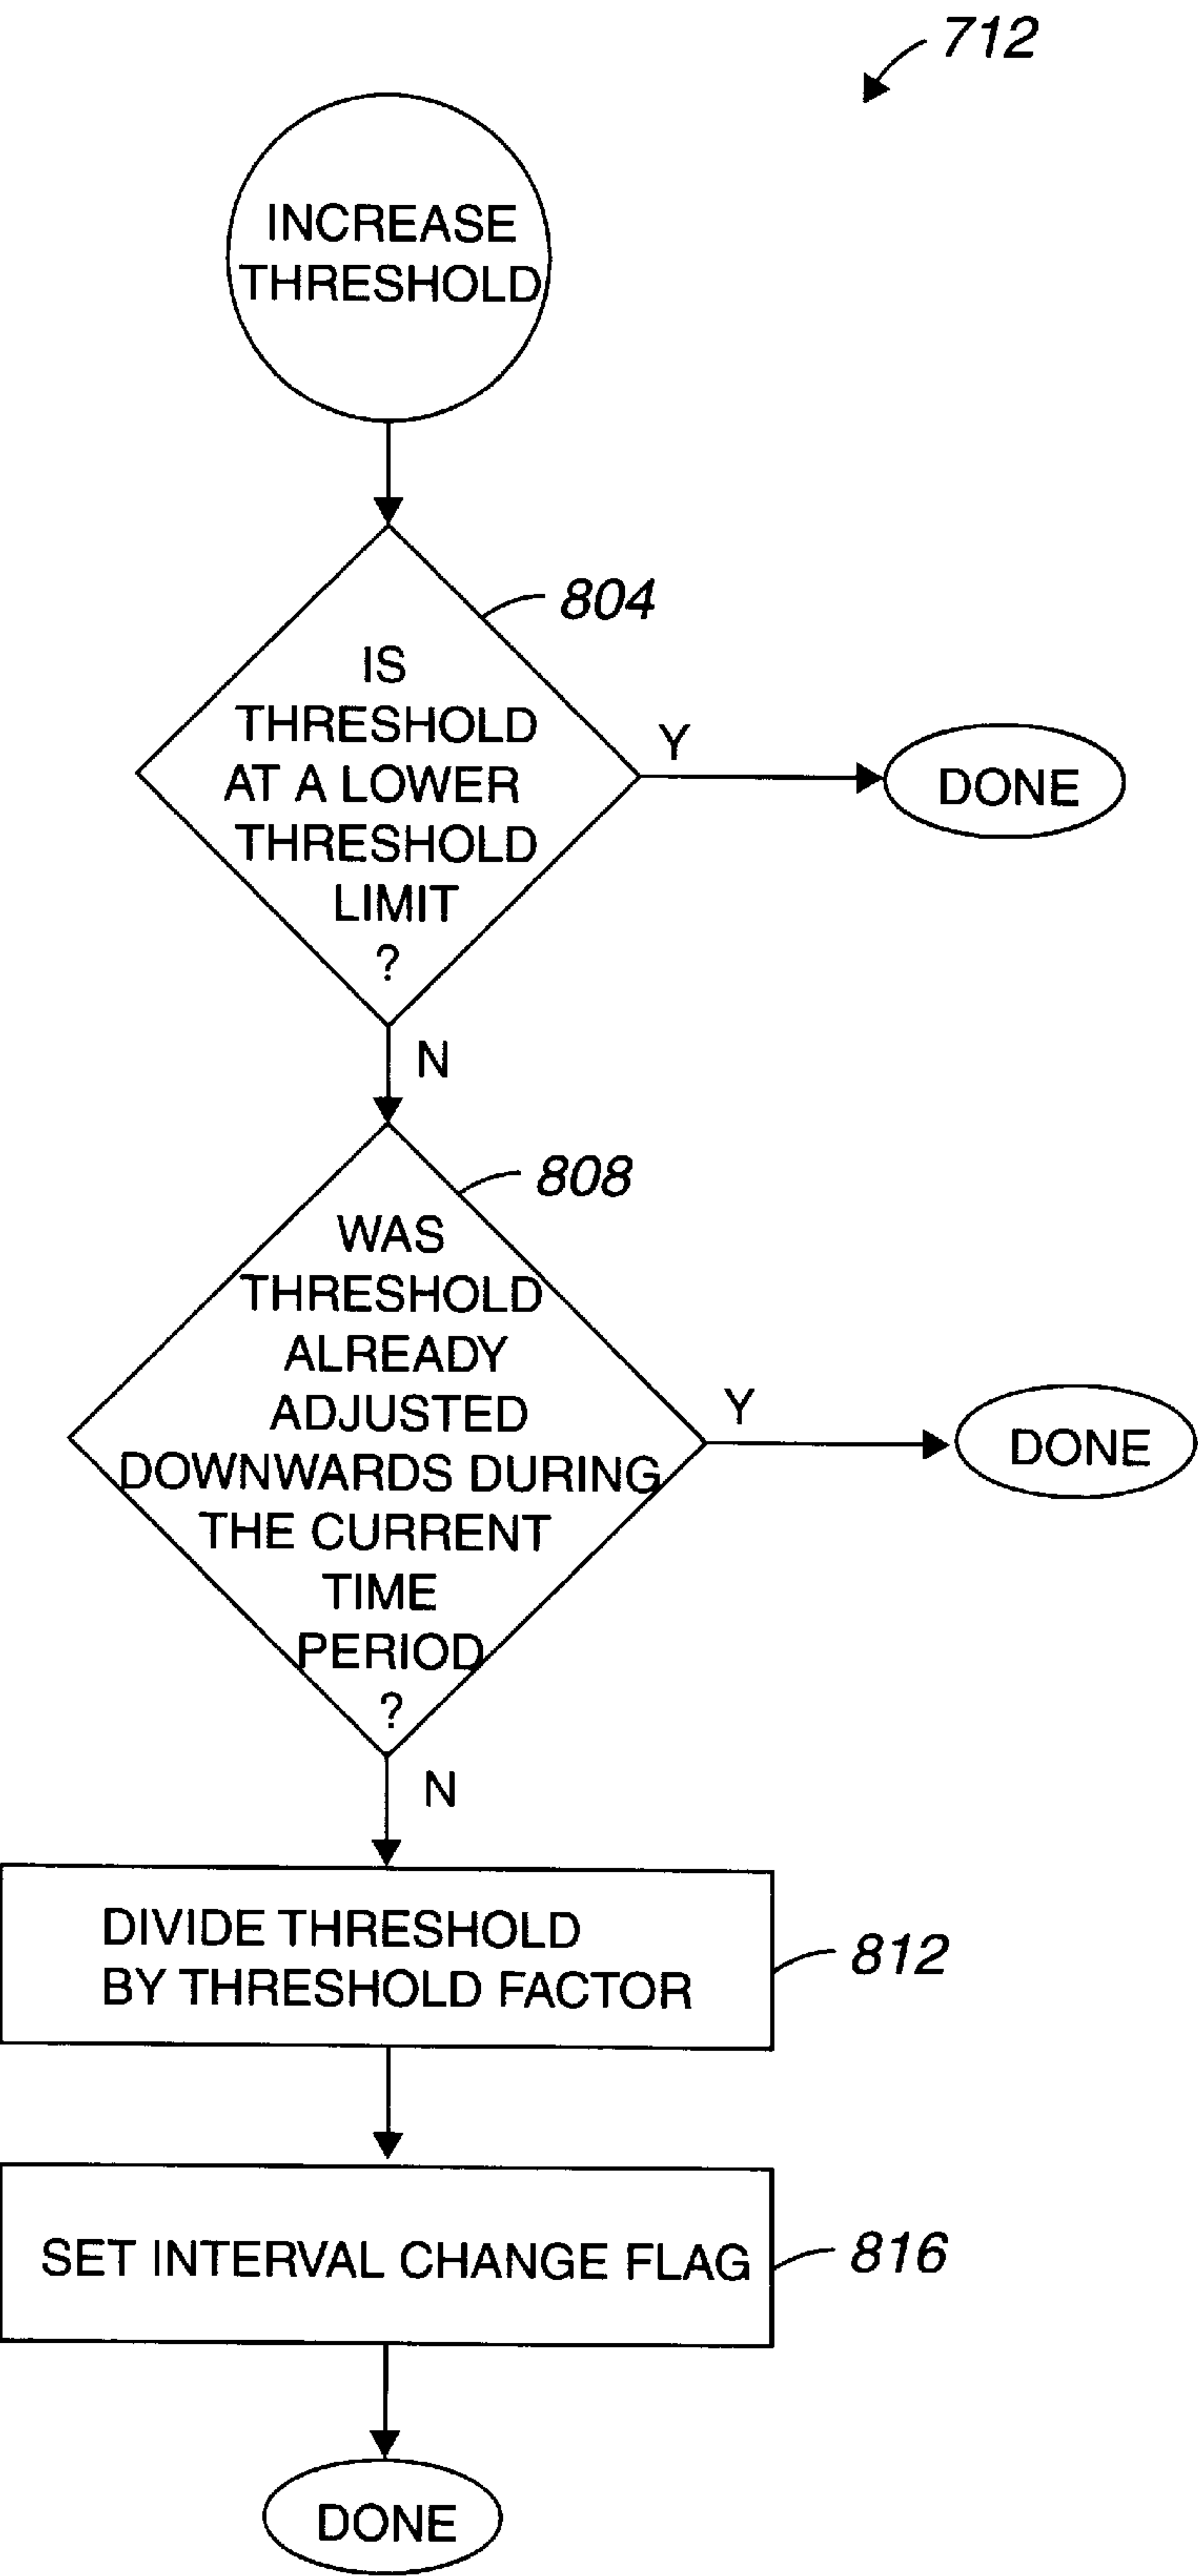 712
INCREASE
THRESHOLD
804
IS
THRESHOLD
AT A LOWER
THRESHOLD
LIMIT
?
Y
DONE
N
808
WAS
THRESHOLD
ALREADY
ADJUSTED
DOWNWARDS DURING
THE CURRENT
TIME
PERIOD
?
Y
DONE
N
DIVIDE THRESHOLD
BY THRESHOLD FACTOR
812
SET INTERVAL CHANGE FLAG
816
DONE